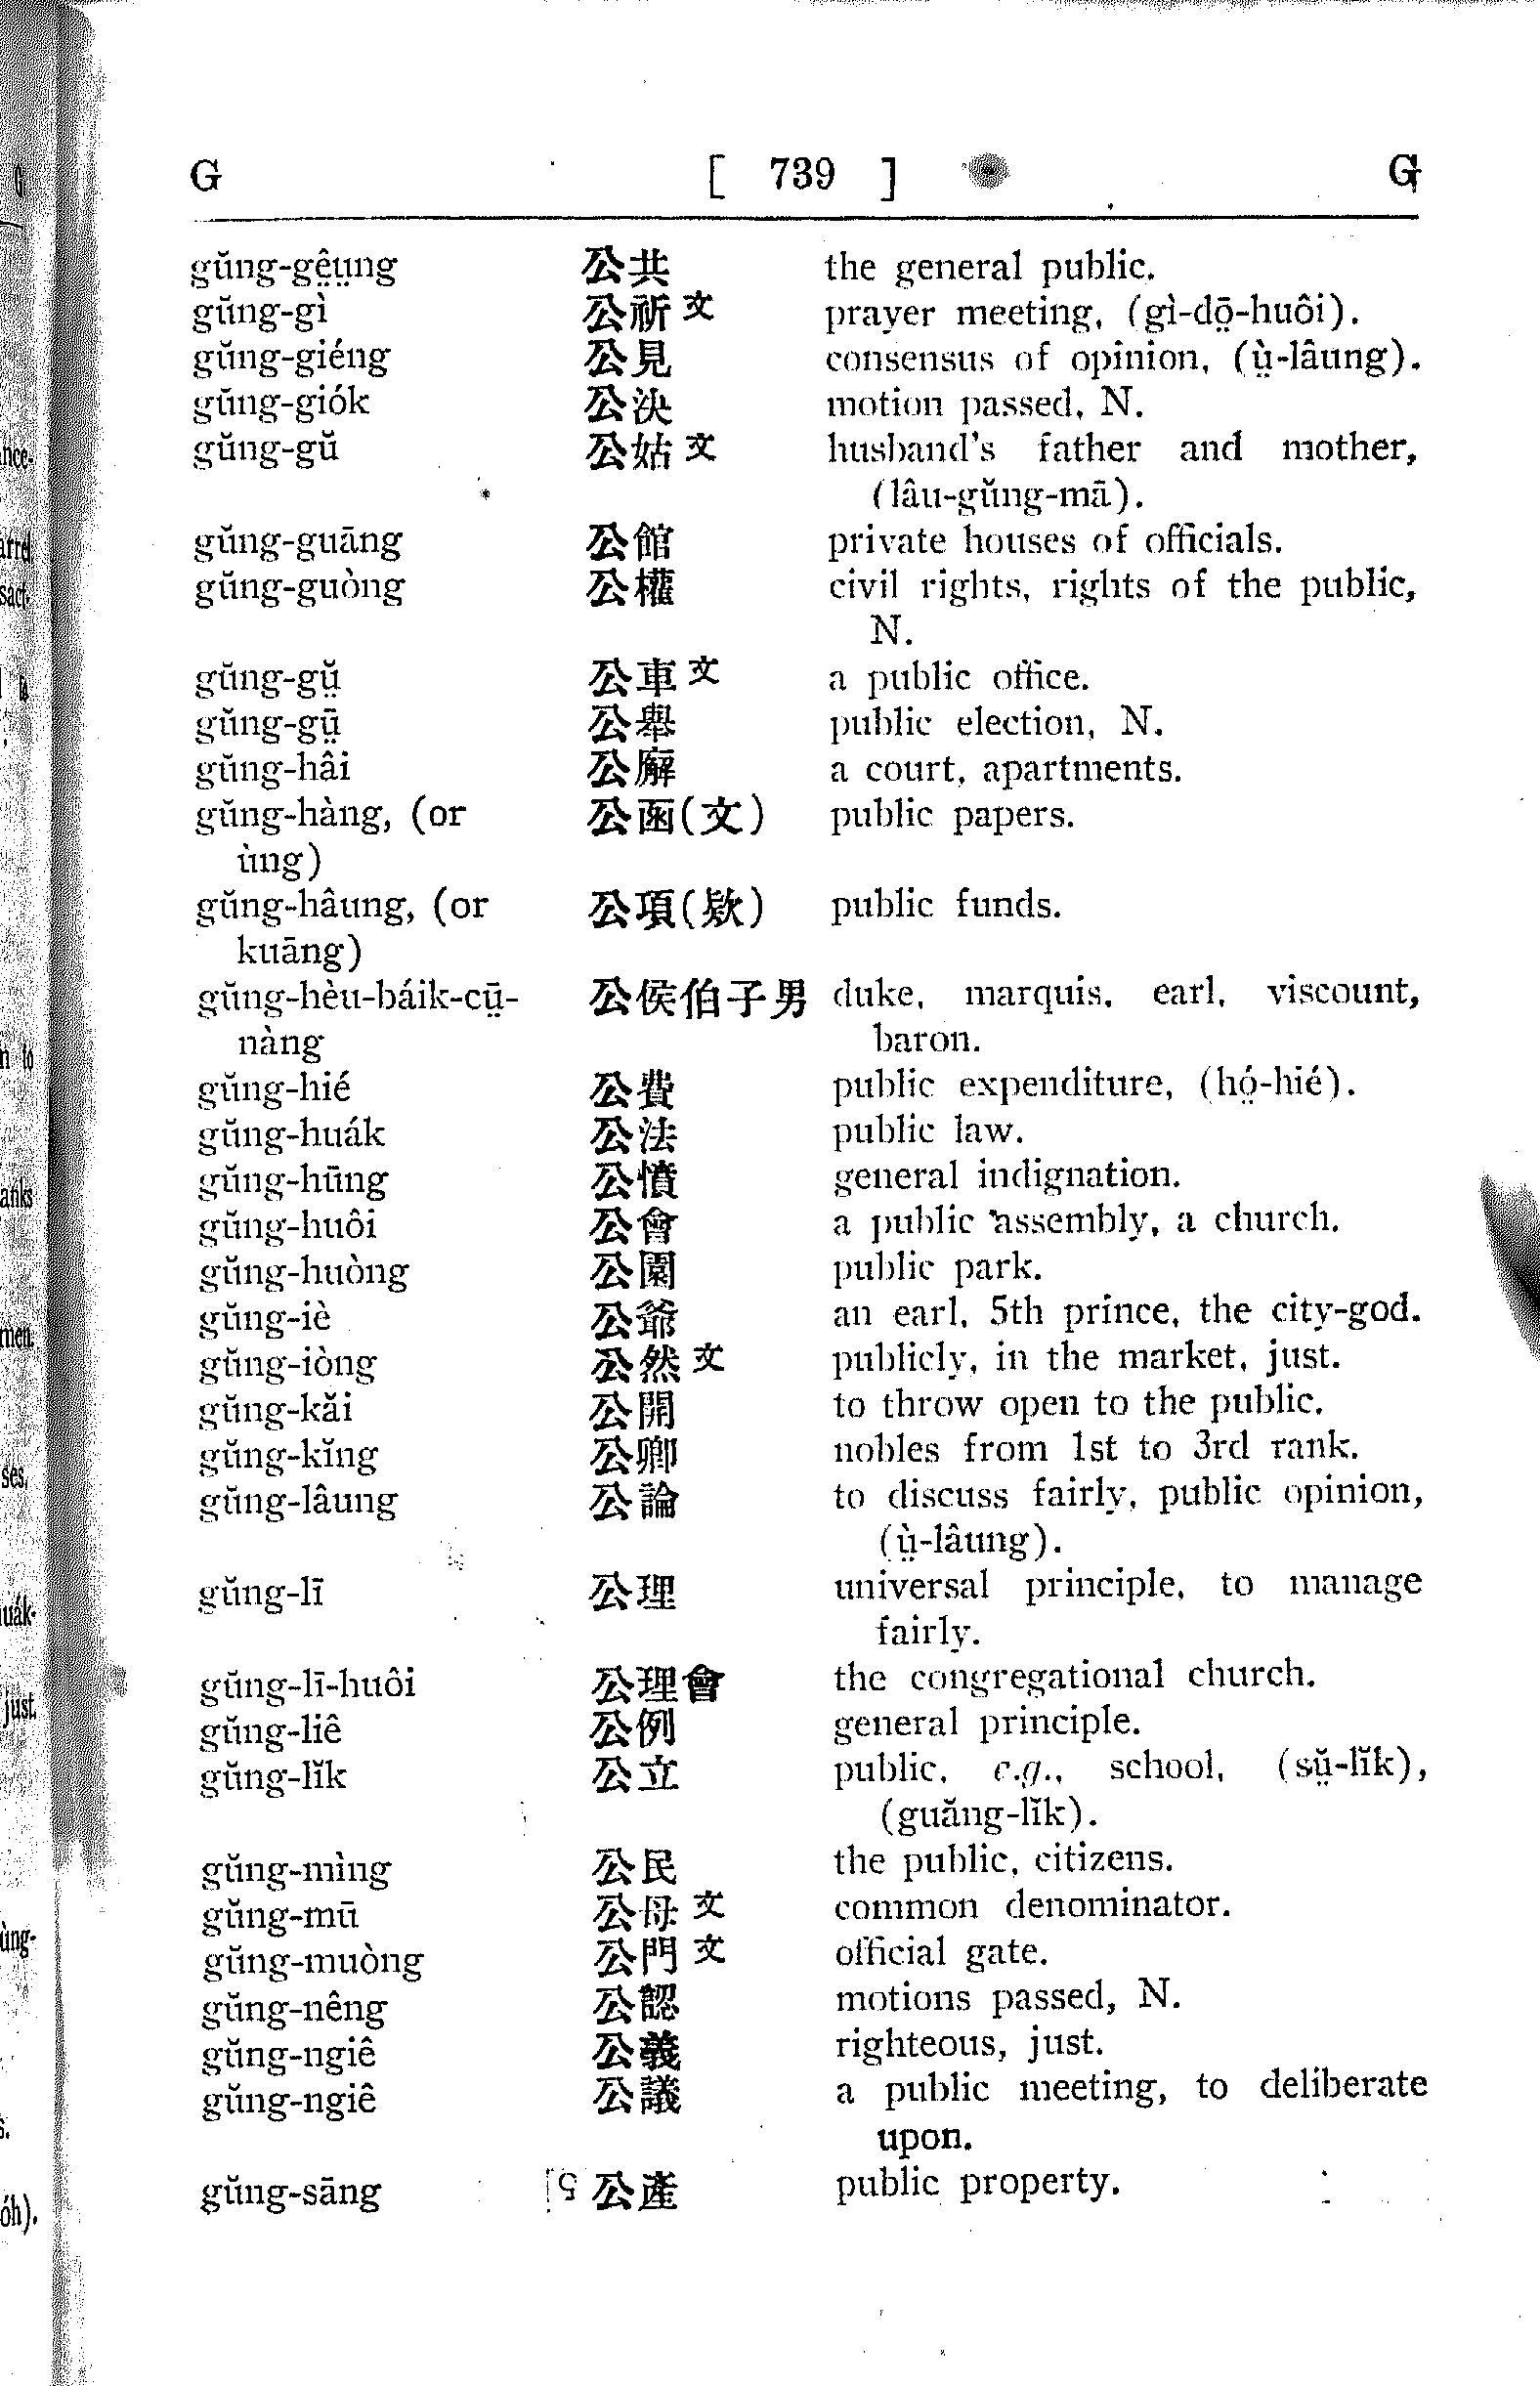 G [ 739 ] G
gŭng-gê̤ṳng 公共 the general public.
gŭng-gì 公祈文 prayer meeting, (gì-dō̤-huôi).
gŭng-giéng 公見 consensus of opinion, (ṳ̀-lâung).
gŭng-giók 公決 motion passed, N.
gŭng-gŭ 公姑文 husband's father and mother,
(lâu-gŭng-mā).
gŭng-guāng 公館 private houses of officials.
gŭng-guòng 公權 civil rights, rights of the public,
N.
gŭng-gṳ̆ 公車文 a public office.
gŭng-gṳ̄ 公舉 public election, N.
gŭng-hâi 公廨 a court, apartments.
gŭng-hàng, (or 公函(文) public papers.
ùng)
gŭng-hâung, (or 公項(欵) public funds.
kuāng)
gŭng-hèu-báik-cṳ̄- 公侯伯子男 duke, marquis, earl, viscount,
nàng baron.
gŭng-hié 公費 public expenditure, (hó̤-hié).
gŭng-huák 公法 public law.
gŭng-hūng 公憤 general indignation.
gŭng-huôi 公會 a public assembly, a church.
gŭng-huòng 公園 public park.
gŭng-iè 公爺 an earl, 5th prince, the city-god.
gŭng-iòng 公然文 publicly, in the market, just.
gŭng-kăi 公開 to throw open to the public.
gŭng-kĭng 公卿 nobles from 1st to 3rd rank.
gŭng-lâung 公論 to discuss fairly, public opinion,
(ṳ̀-lâung).
gŭng-lī 公理 universal principle, to manage
fairly.
gŭng-lī-huôi 公理會 the congregational church.
gŭng-liê 公例 general principle.
gŭng-lĭk 公立 public, e.g., school, (sṳ̆-lĭk),
(guăng-lĭk).
gŭng-mìng 公民 the public, citizens.
gŭng-mū 公母文 common denominator.
gŭng-muòng 公門文 official gate.
gŭng-nêng 公認 motions passed, N.
gŭng-ngiê 公義 righteous, just.
gŭng-ngiê 公議 a public meeting, to deliberate
upon.
gŭng-sāng 公產 public property.